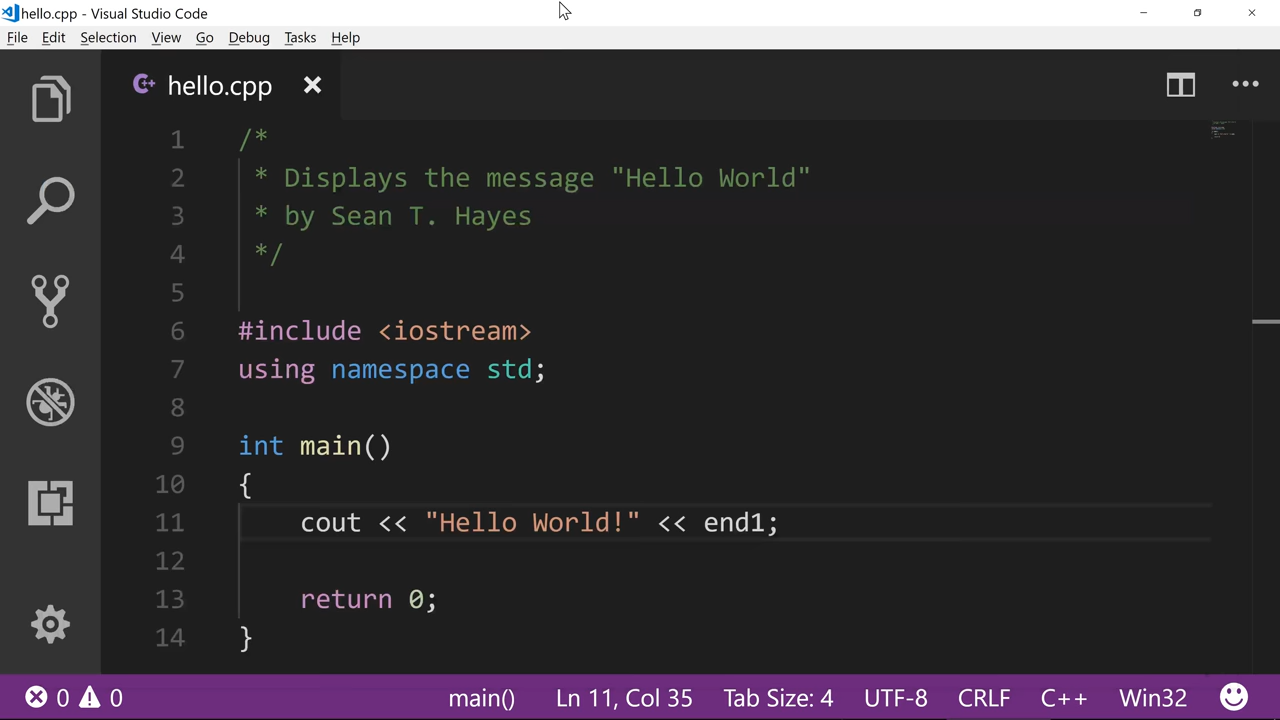 hello.cpp - Visual Studio Code
File Edit Selection View Go Debug Tasks Help
hello.cpp
1 /*
2  * Displays the message "Hello World"
3  * by Sean T. Hayes
4  */
5
6 #include <iostream>
7 using namespace std;
8
9 int main()
10 {
11     cout << "Hello World!" << end1;
12
13     return 0;
14 }
0 0 main() Ln 11, Col 35 Tab Size: 4 UTF-8 CRLF C++ Win32